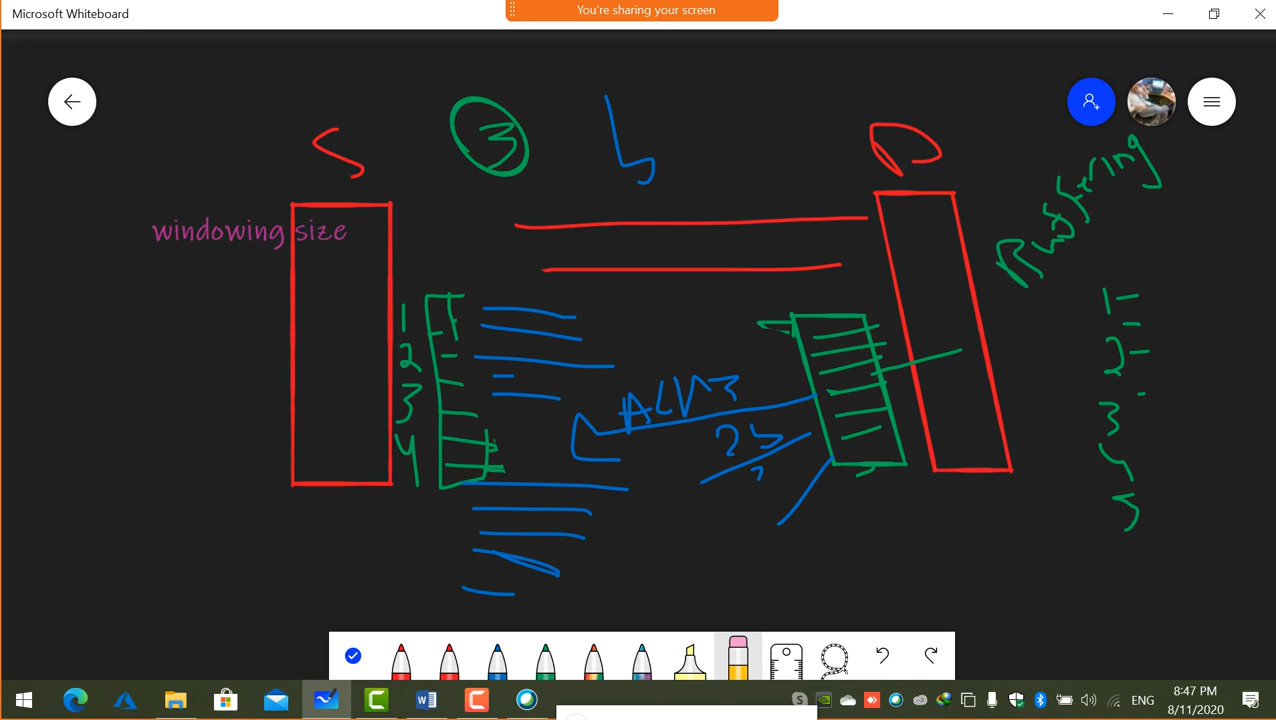 Microsoft Whiteboard
You're sharing your screen
S
3
5
D
Buffering
windowing size
1
2
3
4
1
2
3
4
5
ENG
8:47 PM
8/11/2020